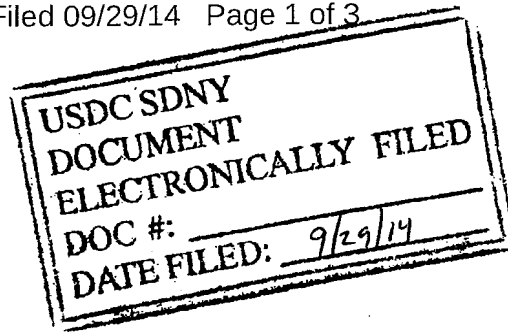 Filed 09/29/14 Page 1 of 3
USDC SDNY
DOCUMENT
ELECTRONICALLY FILED
DOC #:
DATE FILED: 9/29/14